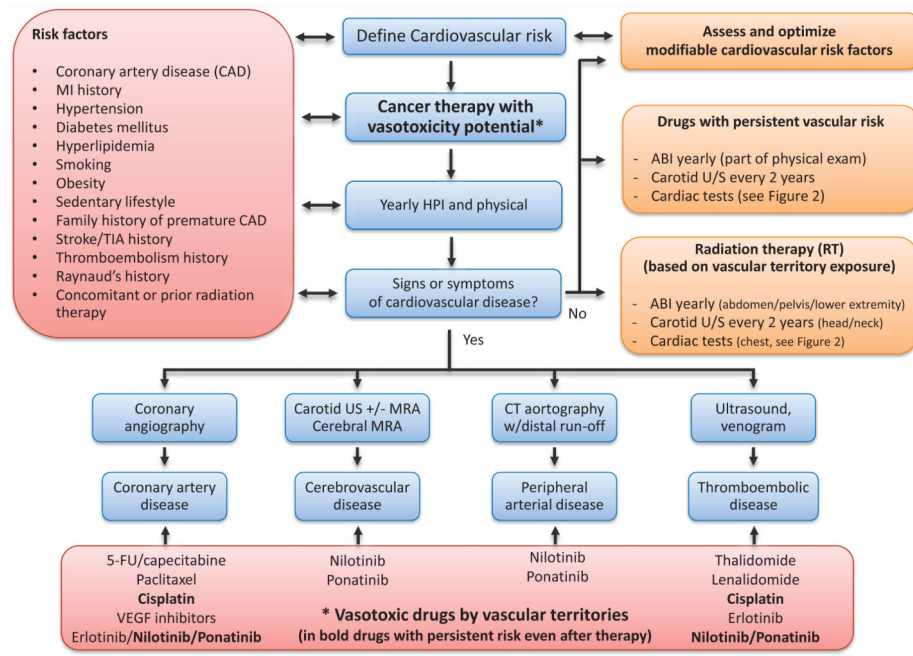 Risk factors
• Coronary artery disease (CAD)
• MI history
• Hypertension
• Diabetes mellitus
• Hyperlipidemia
• Smoking
• Obesity
• Sedentary lifestyle
• Family history of premature CAD
• Stroke/TIA history
• Thromboembolism history
• Raynaud’s history
• Concomitant or prior radiation
therapy
Define Cardiovascular risk
Cancer therapy with
vasotoxicity potential*
Yearly HPI and physical
Signs or symptoms
of cardiovascular disease?
No
Yes
Assess and optimize
modifiable cardiovascular risk factors
Drugs with persistent vascular risk
- ABI yearly (part of physical exam)
- Carotid U/S every 2 years
- Cardiac tests (see Figure 2)
Radiation therapy (RT)
(based on vascular territory exposure)
- ABI yearly (abdomen/pelvis/lower extremity)
- Carotid U/S every 2 years (head/neck)
- Cardiac tests (chest, see Figure 2)
Coronary
angiography
Carotid US +/- MRA
Cerebral MRA
CT aortography
w/distal run-off
Ultrasound,
venogram
Coronary artery
disease
Cerebrovascular
disease
Peripheral
arterial disease
Thromboembolic
disease
5-FU/capecitabine
Paclitaxel
Cisplatin
VEGF inhibitors
Erlotinib/Nilotinib/Ponatinib
Nilotinib
Ponatinib
Nilotinib
Ponatinib
Thalidomide
Lenalidomide
Cisplatin
Erlotinib
Nilotinib/Ponatinib
* Vasotoxic drugs by vascular territories
(in bold drugs with persistent risk even after therapy)